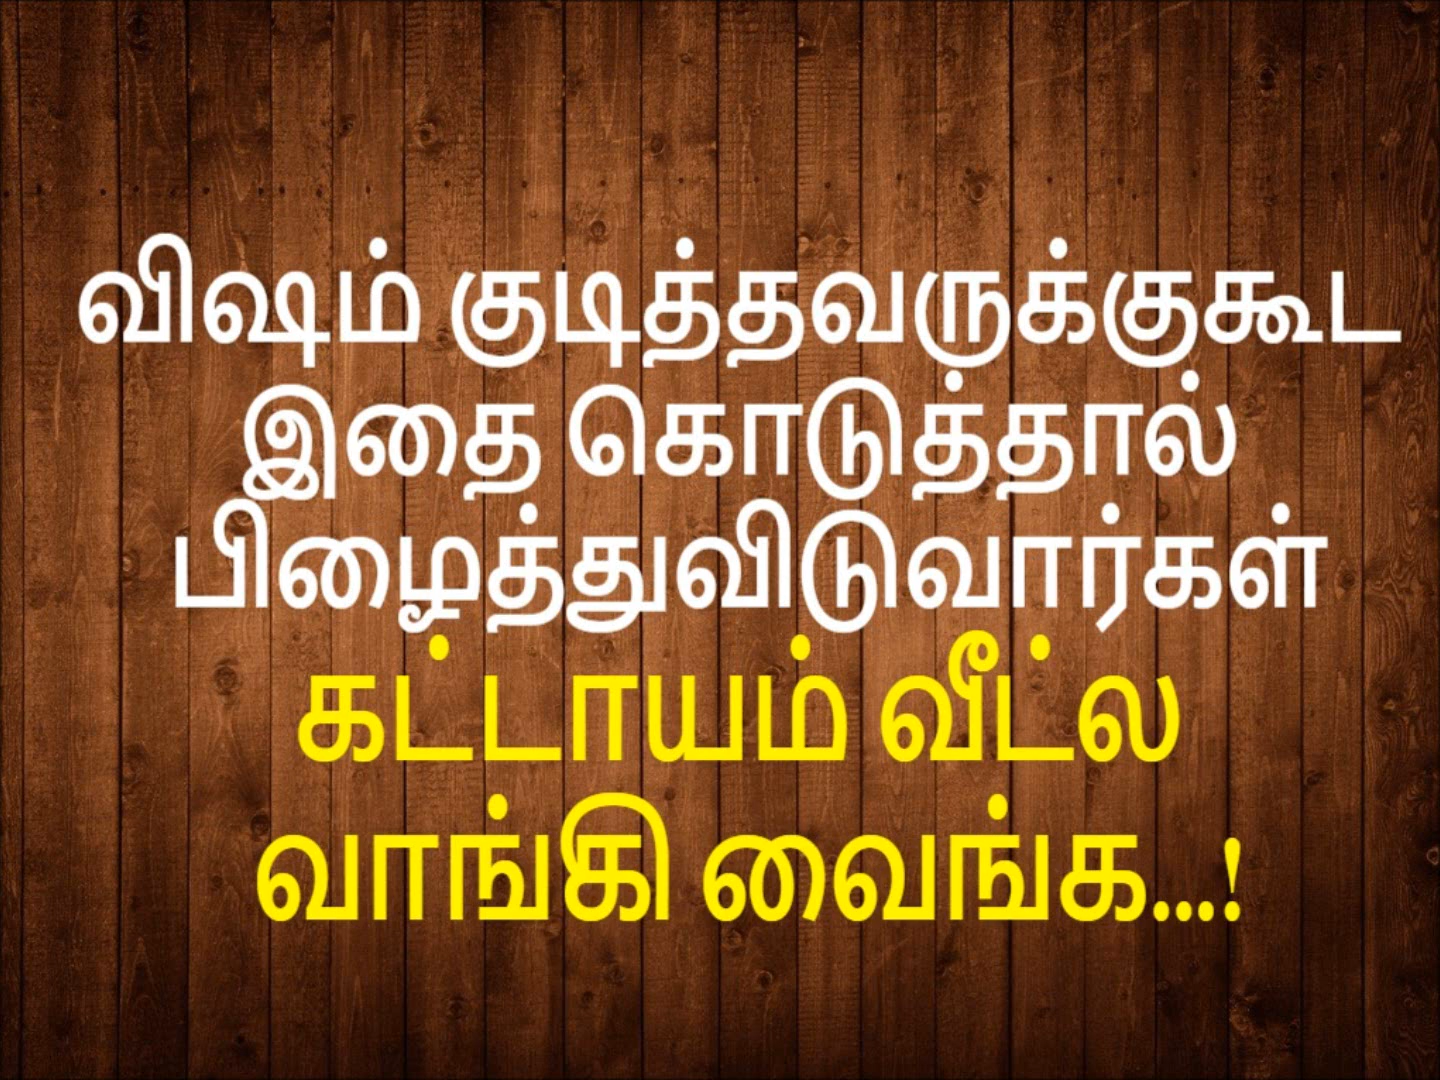 விஷம் குடித்தவருக்குகூட
இதை கொடுத்தால்
பிழைத்துவிடுவார்கள்
கட்டாயம் வீட்ல
வாங்கி வைங்க...!